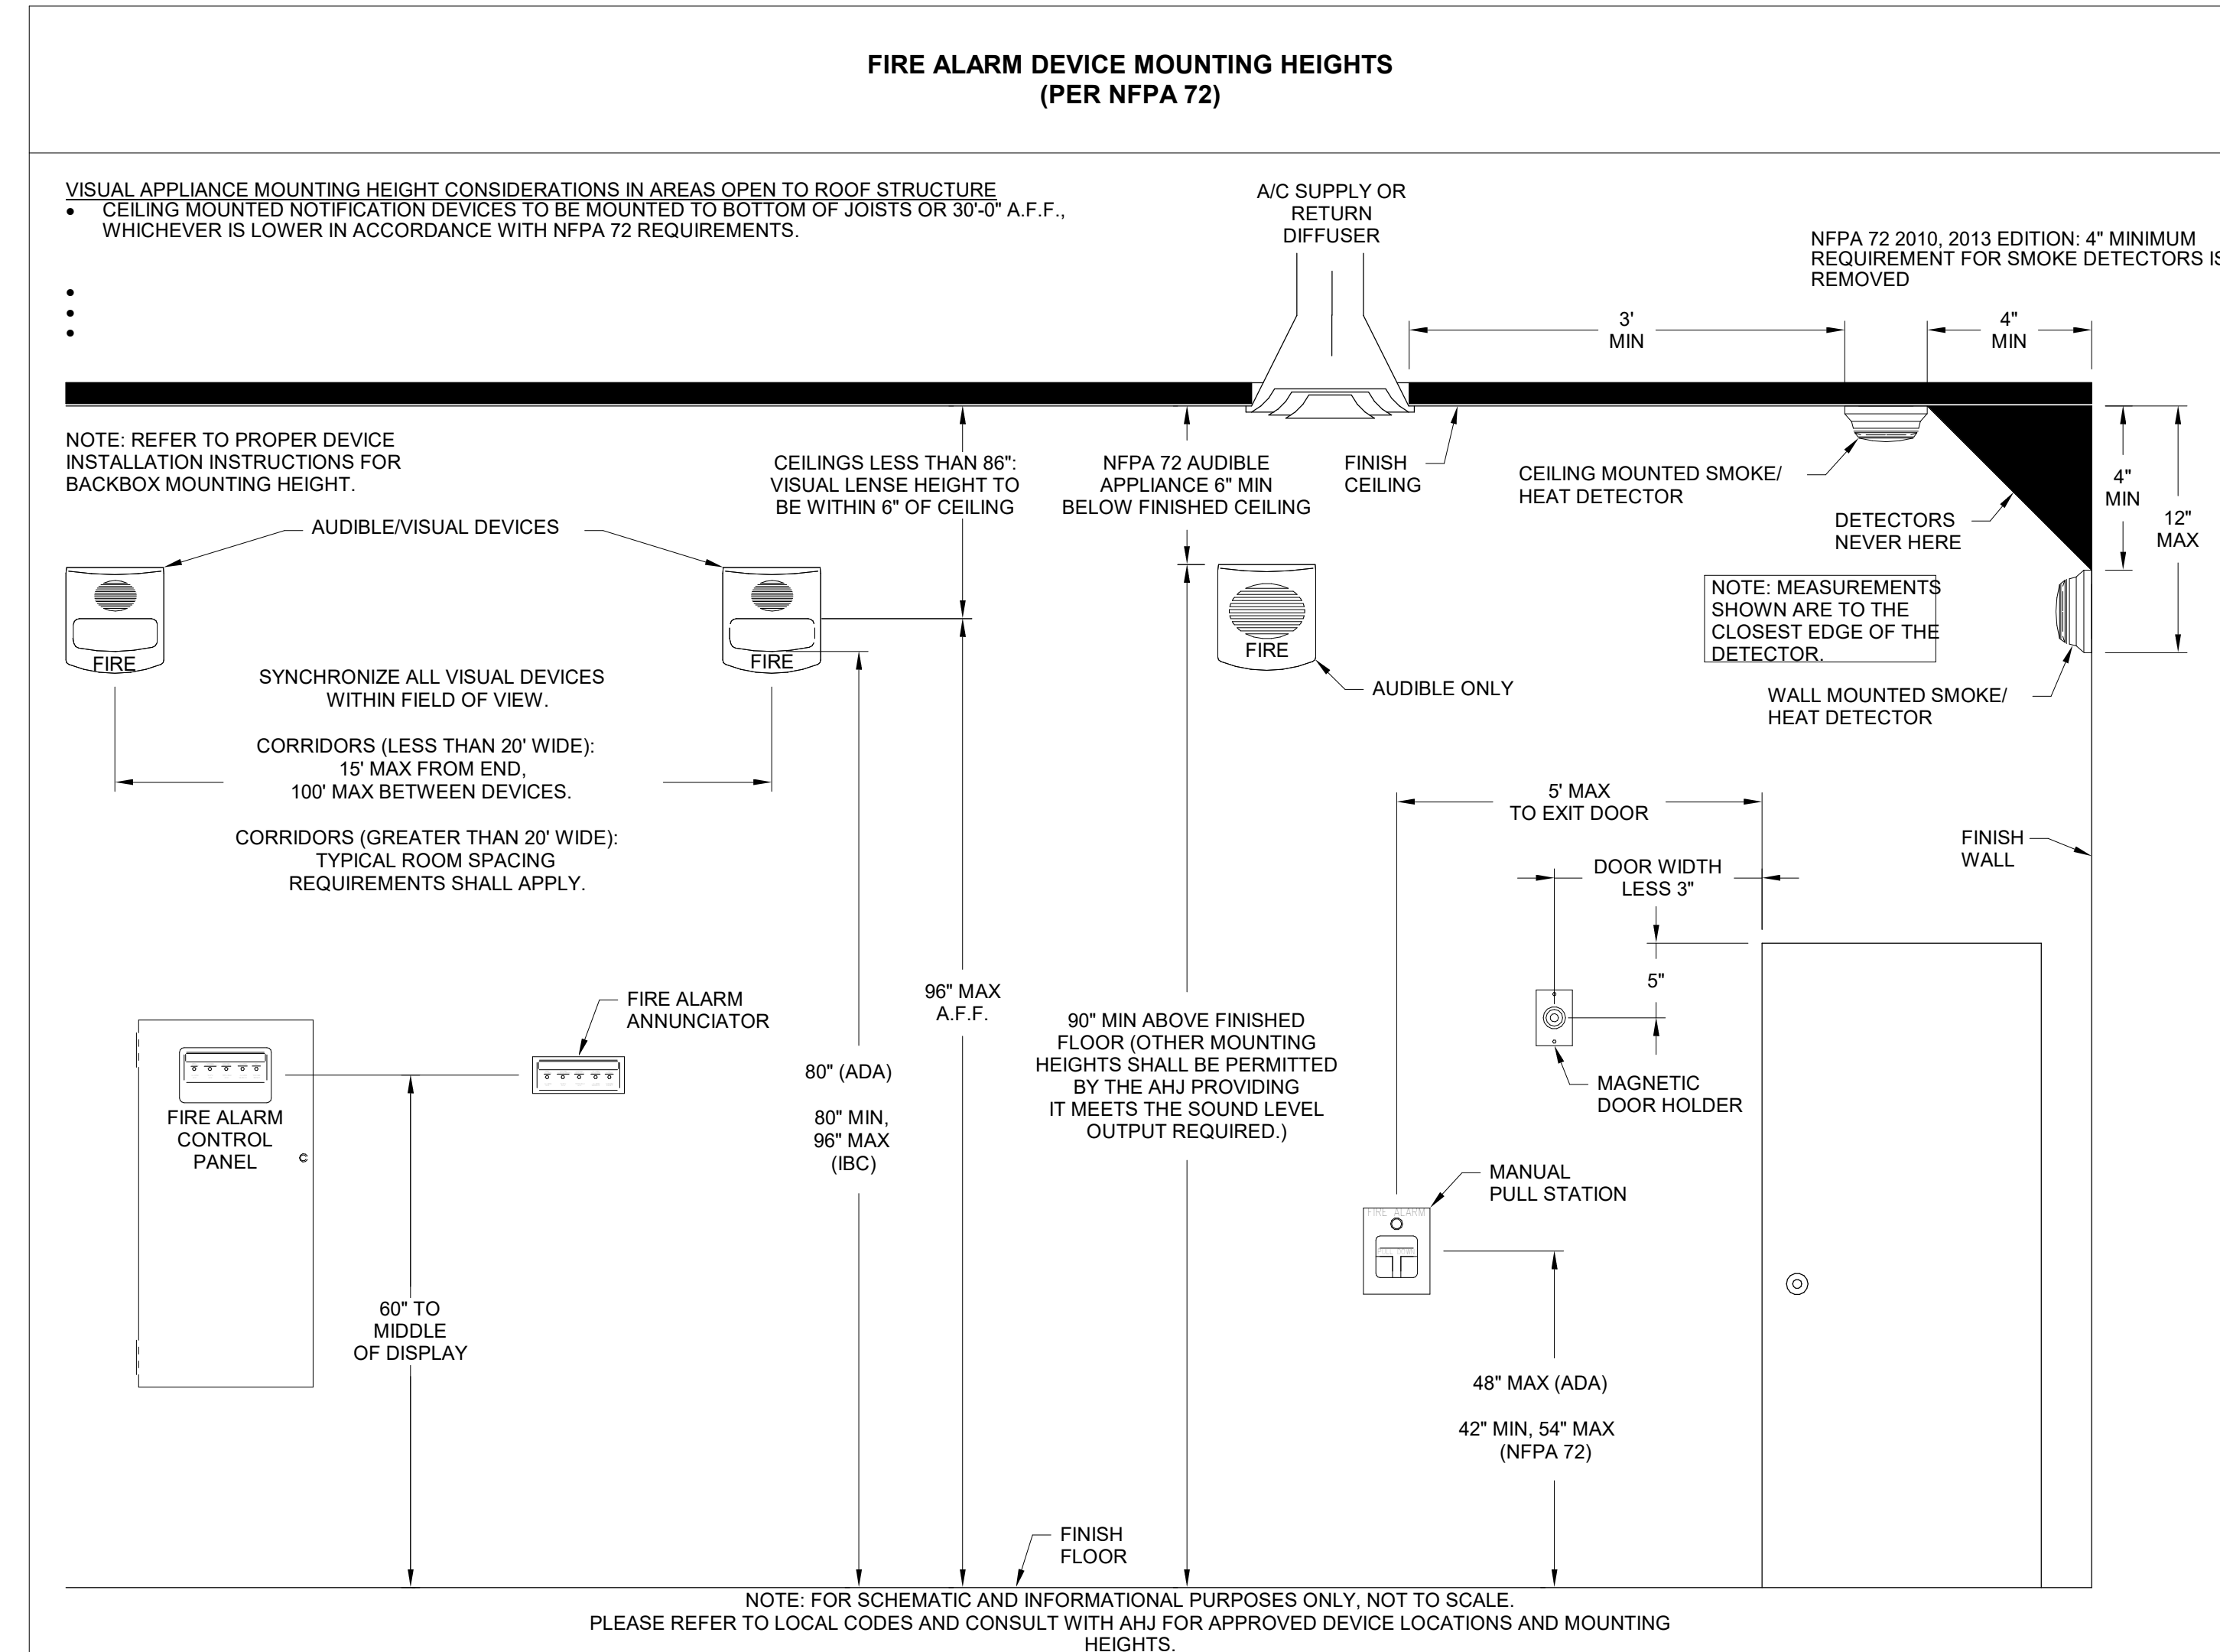 FIRE ALARM DEVICE MOUNTING HEIGHTS
(PER NFPA 72)
VISUAL APPLIANCE MOUNTING HEIGHT CONSIDERATIONS IN AREAS OPEN TO ROOF STRUCTURE
• CEILING MOUNTED NOTIFICATION DEVICES TO BE MOUNTED TO BOTTOM OF JOISTS OR 30'-0" A.F.F.,
WHICHEVER IS LOWER IN ACCORDANCE WITH NFPA 72 REQUIREMENTS.
•
•
•
A/C SUPPLY OR
RETURN
DIFFUSER
NFPA 72 2010, 2013 EDITION: 4" MINIMUM
REQUIREMENT FOR SMOKE DETECTORS IS
REMOVED
3'
MIN
4"
MIN
NOTE: REFER TO PROPER DEVICE
INSTALLATION INSTRUCTIONS FOR
BACKBOX MOUNTING HEIGHT.
CEILINGS LESS THAN 86":
VISUAL LENSE HEIGHT TO
BE WITHIN 6" OF CEILING
NFPA 72 AUDIBLE
APPLIANCE 6" MIN
BELOW FINISHED CEILING
FINISH
CEILING
CEILING MOUNTED SMOKE/
HEAT DETECTOR
4"
MIN
12"
MAX
DETECTORS
NEVER HERE
AUDIBLE/VISUAL DEVICES
FIRE
FIRE
FIRE
NOTE: MEASUREMENTS
SHOWN ARE TO THE
CLOSEST EDGE OF THE
DETECTOR.
AUDIBLE ONLY
WALL MOUNTED SMOKE/
HEAT DETECTOR
SYNCHRONIZE ALL VISUAL DEVICES
WITHIN FIELD OF VIEW.
CORRIDORS (LESS THAN 20' WIDE):
15' MAX FROM END,
100' MAX BETWEEN DEVICES.
CORRIDORS (GREATER THAN 20' WIDE):
TYPICAL ROOM SPACING
REQUIREMENTS SHALL APPLY.
5' MAX
TO EXIT DOOR
DOOR WIDTH
LESS 3"
FINISH
WALL
5"
FIRE ALARM
ANNUNCIATOR
96" MAX
A.F.F.
90" MIN ABOVE FINISHED
FLOOR (OTHER MOUNTING
HEIGHTS SHALL BE PERMITTED
BY THE AHJ PROVIDING
IT MEETS THE SOUND LEVEL
OUTPUT REQUIRED.)
80" (ADA)
80" MIN,
96" MAX
(IBC)
MAGNETIC
DOOR HOLDER
FIRE ALARM
CONTROL
PANEL
MANUAL
PULL STATION
FIRE ALARM
60" TO
MIDDLE
OF DISPLAY
48" MAX (ADA)
42" MIN, 54" MAX
(NFPA 72)
FINISH
FLOOR
NOTE: FOR SCHEMATIC AND INFORMATIONAL PURPOSES ONLY, NOT TO SCALE.
PLEASE REFER TO LOCAL CODES AND CONSULT WITH AHJ FOR APPROVED DEVICE LOCATIONS AND MOUNTING
HEIGHTS.